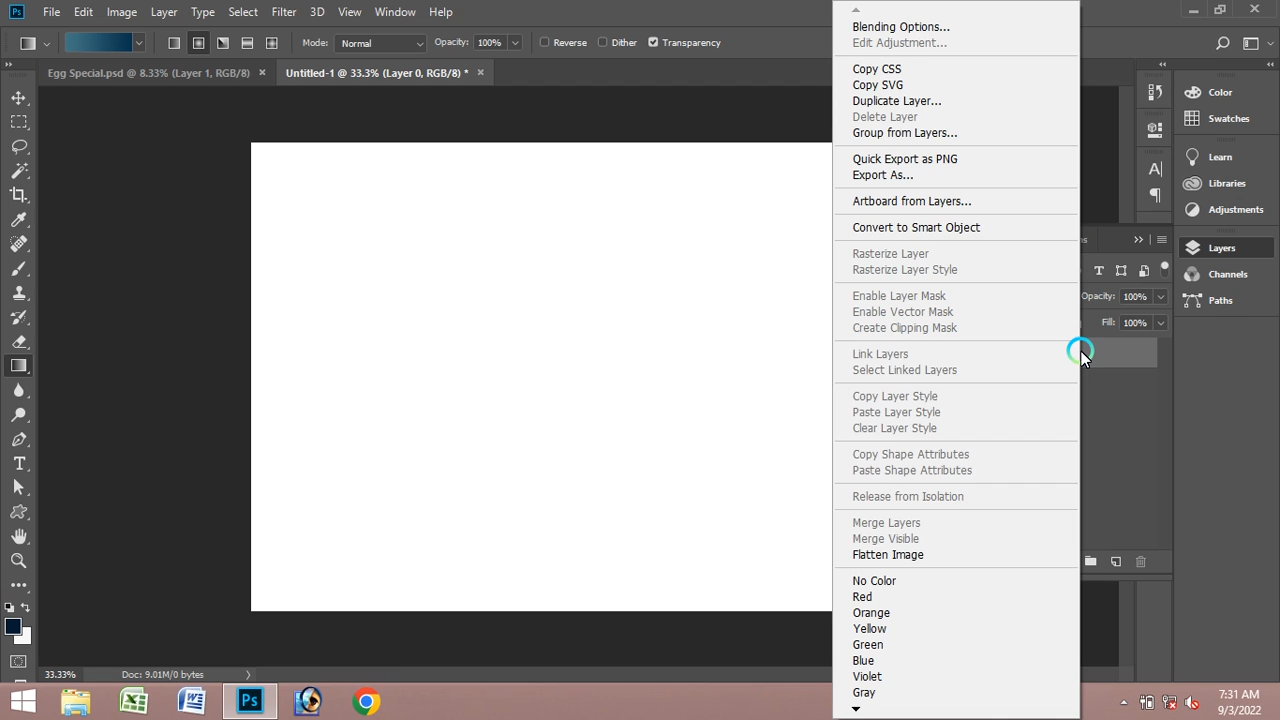 Ps File Edit Image Layer Type Select Filter 3D View Window Help
Mode: Normal Opacity: 100% Reverse Dither Transparency
Egg Special.psd @ 8.33% (Layer 1, RGB/8) Untitled-1 @ 33.3% (Layer 0, RGB/8) *
Blending Options...
Edit Adjustment...
Copy CSS
Copy SVG
Duplicate Layer...
Delete Layer
Group from Layers...
Quick Export as PNG
Export As...
Artboard from Layers...
Convert to Smart Object
Rasterize Layer
Rasterize Layer Style
Enable Layer Mask
Enable Vector Mask
Create Clipping Mask
Link Layers
Select Linked Layers
Copy Layer Style
Paste Layer Style
Clear Layer Style
Copy Shape Attributes
Paste Shape Attributes
Release from Isolation
Merge Layers
Merge Visible
Flatten Image
No Color
Red
Orange
Yellow
Green
Blue
Violet
Gray
Color
Swatches
Learn
Libraries
Adjustments
Layers
Channels
Paths
Opacity: 100%
Fill: 100%
33.33% Doc: 9.01M/0 bytes
Ps
7:31 AM
9/3/2022